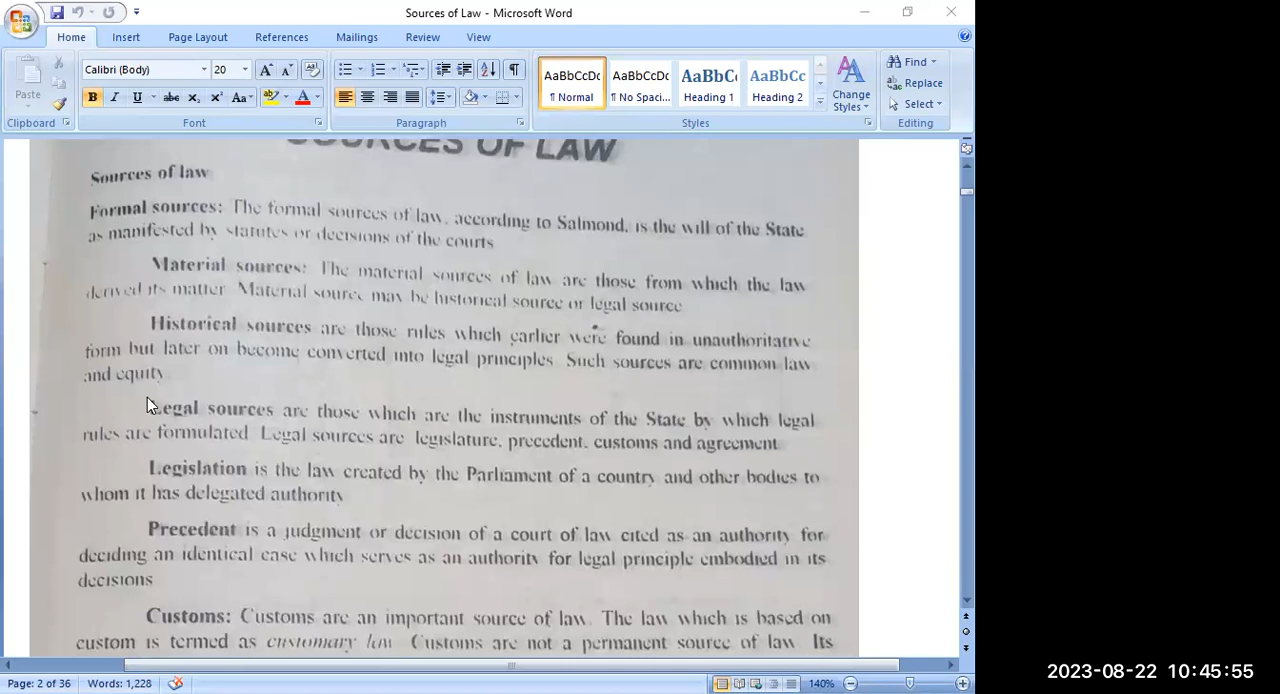 Sources of Law - Microsoft Word
Home Insert Page Layout References Mailings Review View
Paste
Calibri (Body) 20
B I U abc X₂ X² Aa
AaBbCcDc AaBbCcDc AaBbC AaBbCc
¶ Normal ¶ No Spaci... Heading 1 Heading 2
Change Styles
Find
Replace
Select
Clipboard Font Paragraph Styles Editing
SOURCES OF LAW
Sources of law
Formal sources: The formal sources of law, according to Salmond, is the will of the State
as manifested by statutes or decisions of the courts
Material sources: The material sources of law are those from which the law
derived its matter Material source may be historical source or legal source
Historical sources are those rules which earlier were found in unauthoritative
form but later on become converted into legal principles. Such sources are common law
and equity.
Legal sources are those which are the instruments of the State by which legal
rules are formulated Legal sources are legislature, precedent, customs and agreement
Legislation is the law created by the Parliament of a country and other bodies to
whom it has delegated authority
Precedent is a judgment or decision of a court of law cited as an authority for
deciding an identical case which serves as an authority for legal principle embodied in its
decisions
Customs: Customs are an important source of law. The law which is based on
custom is termed as customary law Customs are not a permanent source of law. Its
Page: 2 of 36 Words: 1,228 140%
2023-08-22 10:45:55